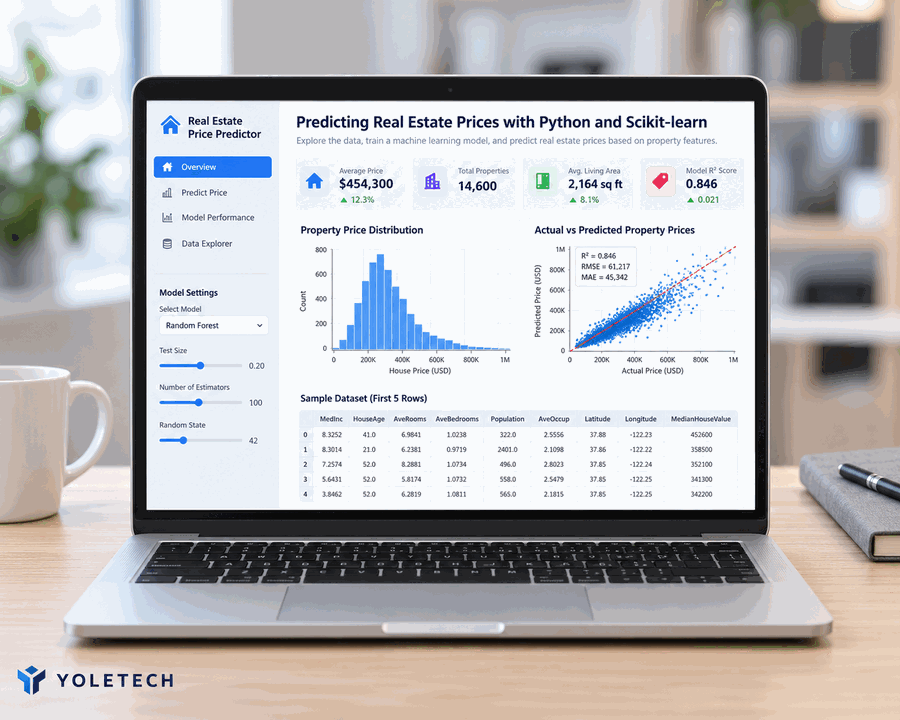 Real Estate
Price Predictor
Overview
Predict Price
Model Performance
Data Explorer
Model Settings
Select Model
Random Forest
Test Size
0.20
Number of Estimators
100
Random State
42
Predicting Real Estate Prices with Python and Scikit-learn
Explore the data, train a machine learning model, and predict real estate prices based on property features.
Average Price
$454,300
▲ 12.3%
Total Properties
14,600
Avg. Living Area
2,164 sq ft
▲ 8.1%
Model R² Score
0.846
▲ 0.021
Property Price Distribution
Count
800
600
400
200
0
0 200K 400K 600K 800K 1M
House Price (USD)
Actual vs Predicted Property Prices
Predicted Price (USD)
1M
800K
600K
400K
200K
0
R² = 0.846
RMSE = 61,217
MAE = 45,342
0 200K 400K 600K 800K 1M
Actual Price (USD)
Sample Dataset (First 5 Rows)
MedInc HouseAge AveRooms AveBedrooms Population AveOccup Latitude Longitude MedianHouseValue
0 8.3252 41.0 6.9841 1.0238 322.0 2.5556 37.88 -122.23 452600
1 8.3014 21.0 6.2381 0.9719 2401.0 2.1098 37.86 -122.22 358500
2 7.2574 52.0 8.2881 1.0734 496.0 2.8023 37.85 -122.24 352100
3 5.6431 52.0 5.8174 1.0732 558.0 2.5479 37.85 -122.25 341300
4 3.8462 52.0 6.2819 1.0811 565.0 2.1815 37.85 -122.25 342200
YOLETECH